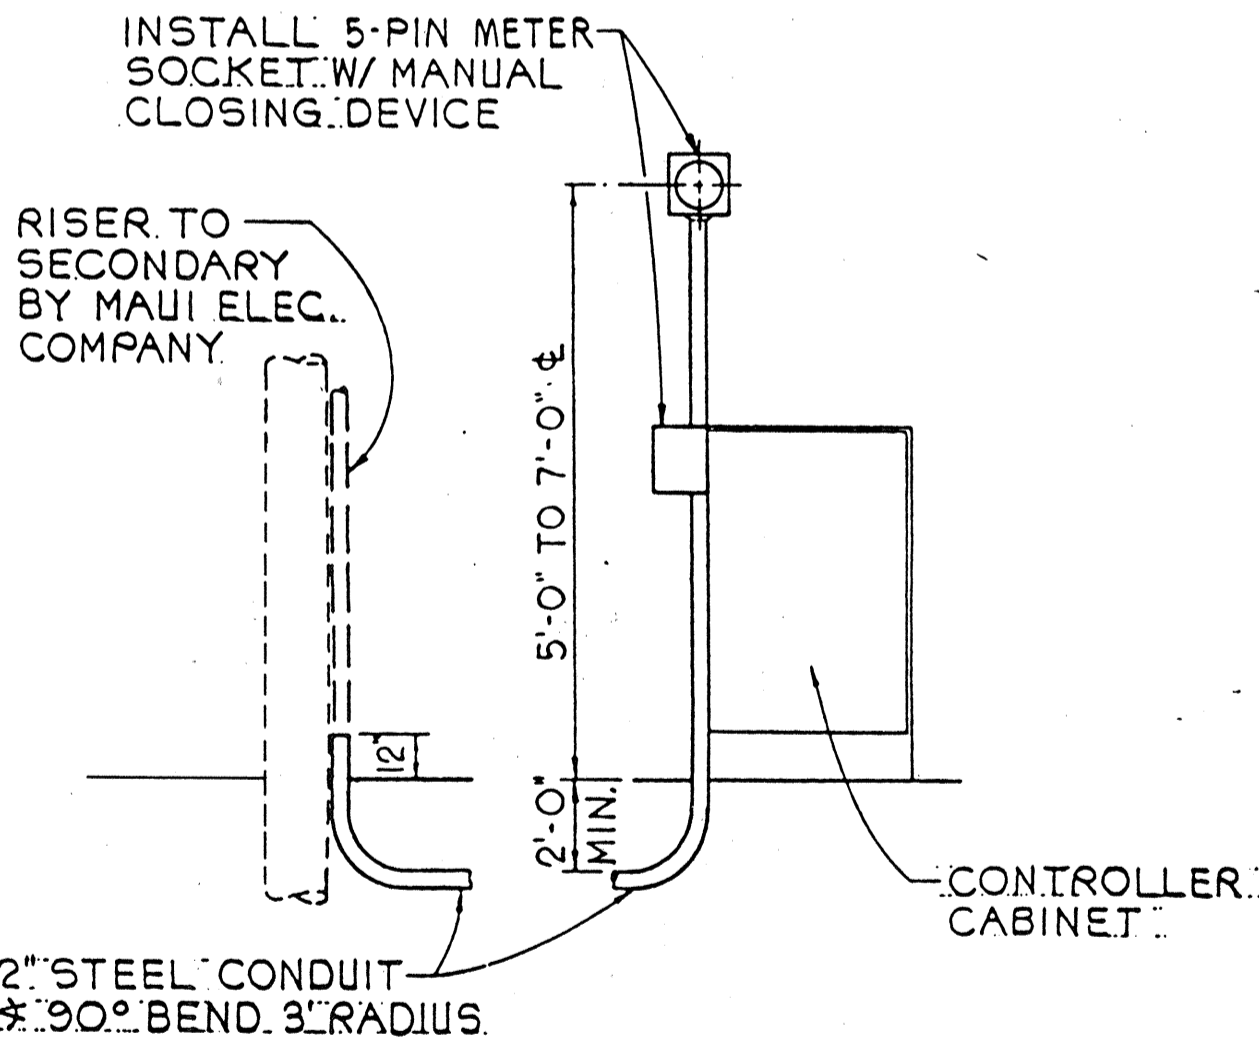 INSTALL 5-PIN METER
SOCKET W/ MANUAL
CLOSING DEVICE
RISER TO
SECONDARY
BY MAUI ELEC.
COMPANY
5'-0" TO 7'-0" ℄
12"
2'-0"
MIN.
CONTROLLER
CABINET
2" STEEL CONDUIT
& 90° BEND 3' RADIUS.